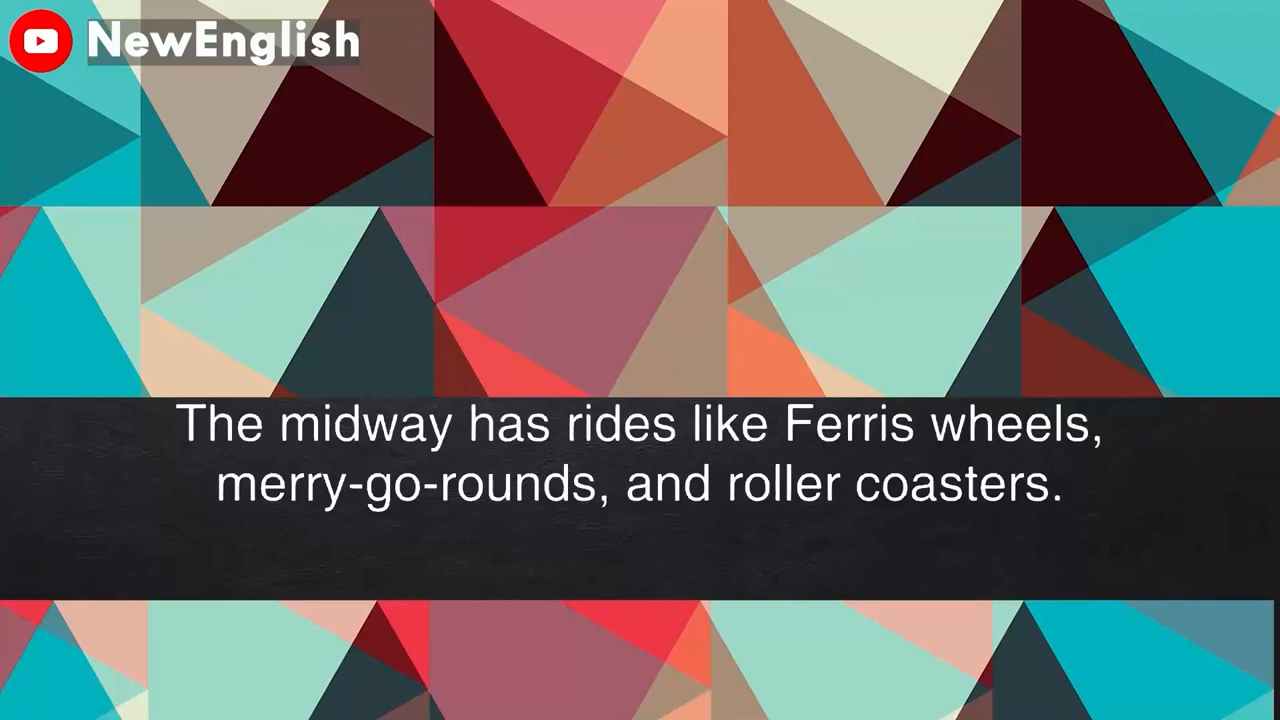 NewEnglish
The midway has rides like Ferris wheels,
merry-go-rounds, and roller coasters.